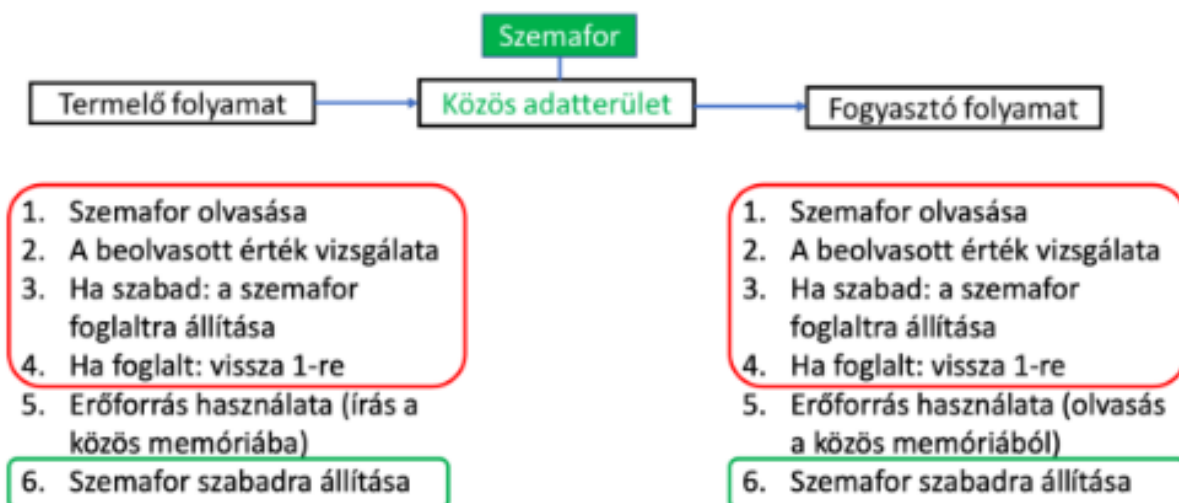 Szemafor
Termelő folyamat
Közös adatterület
Fogyasztó folyamat
1. Szemafor olvasása
2. A beolvasott érték vizsgálata
3. Ha szabad: a szemafor
foglaltra állítása
4. Ha foglalt: vissza 1-re
5. Erőforrás használata (írás a
közös memóriába)
6. Szemafor szabadra állítása
1. Szemafor olvasása
2. A beolvasott érték vizsgálata
3. Ha szabad: a szemafor
foglaltra állítása
4. Ha foglalt: vissza 1-re
5. Erőforrás használata (olvasás
a közös memóriából)
6. Szemafor szabadra állítása